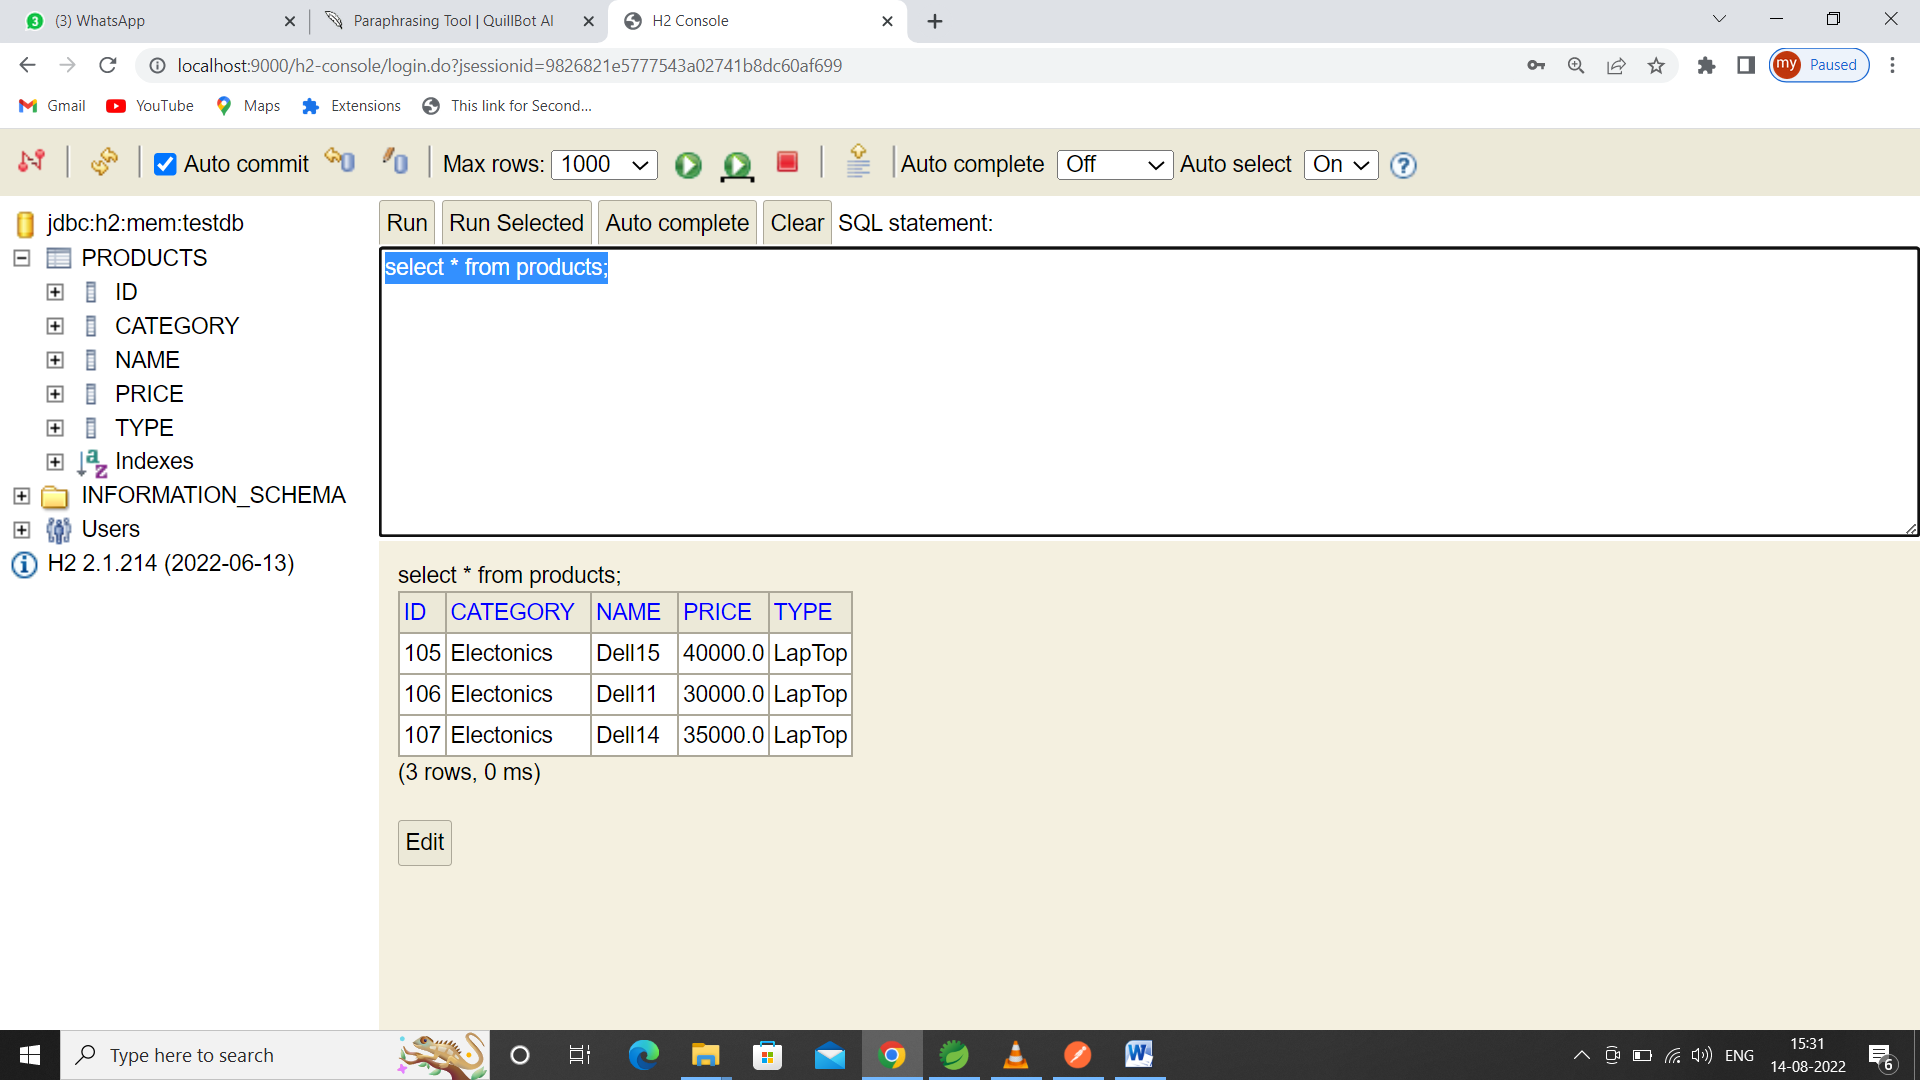 3 (3) WhatsApp
Paraphrasing Tool | QuillBot AI
H2 Console
localhost:9000/h2-console/login.do?jsessionid=9826821e5777543a02741b8dc60af699
my Paused
Gmail YouTube Maps Extensions This link for Second...
Auto commit Max rows: 1000 Auto complete Off Auto select On ?
jdbc:h2:mem:testdb
PRODUCTS
ID
CATEGORY
NAME
PRICE
TYPE
a z Indexes
INFORMATION_SCHEMA
Users
i H2 2.1.214 (2022-06-13)
Run Run Selected Auto complete Clear SQL statement:
select * from products;
select * from products;
ID CATEGORY NAME PRICE TYPE
105 Electonics Dell15 40000.0 LapTop
106 Electonics Dell11 30000.0 LapTop
107 Electonics Dell14 35000.0 LapTop
(3 rows, 0 ms)
Edit
Type here to search
W
ENG
15:31
14-08-2022
6